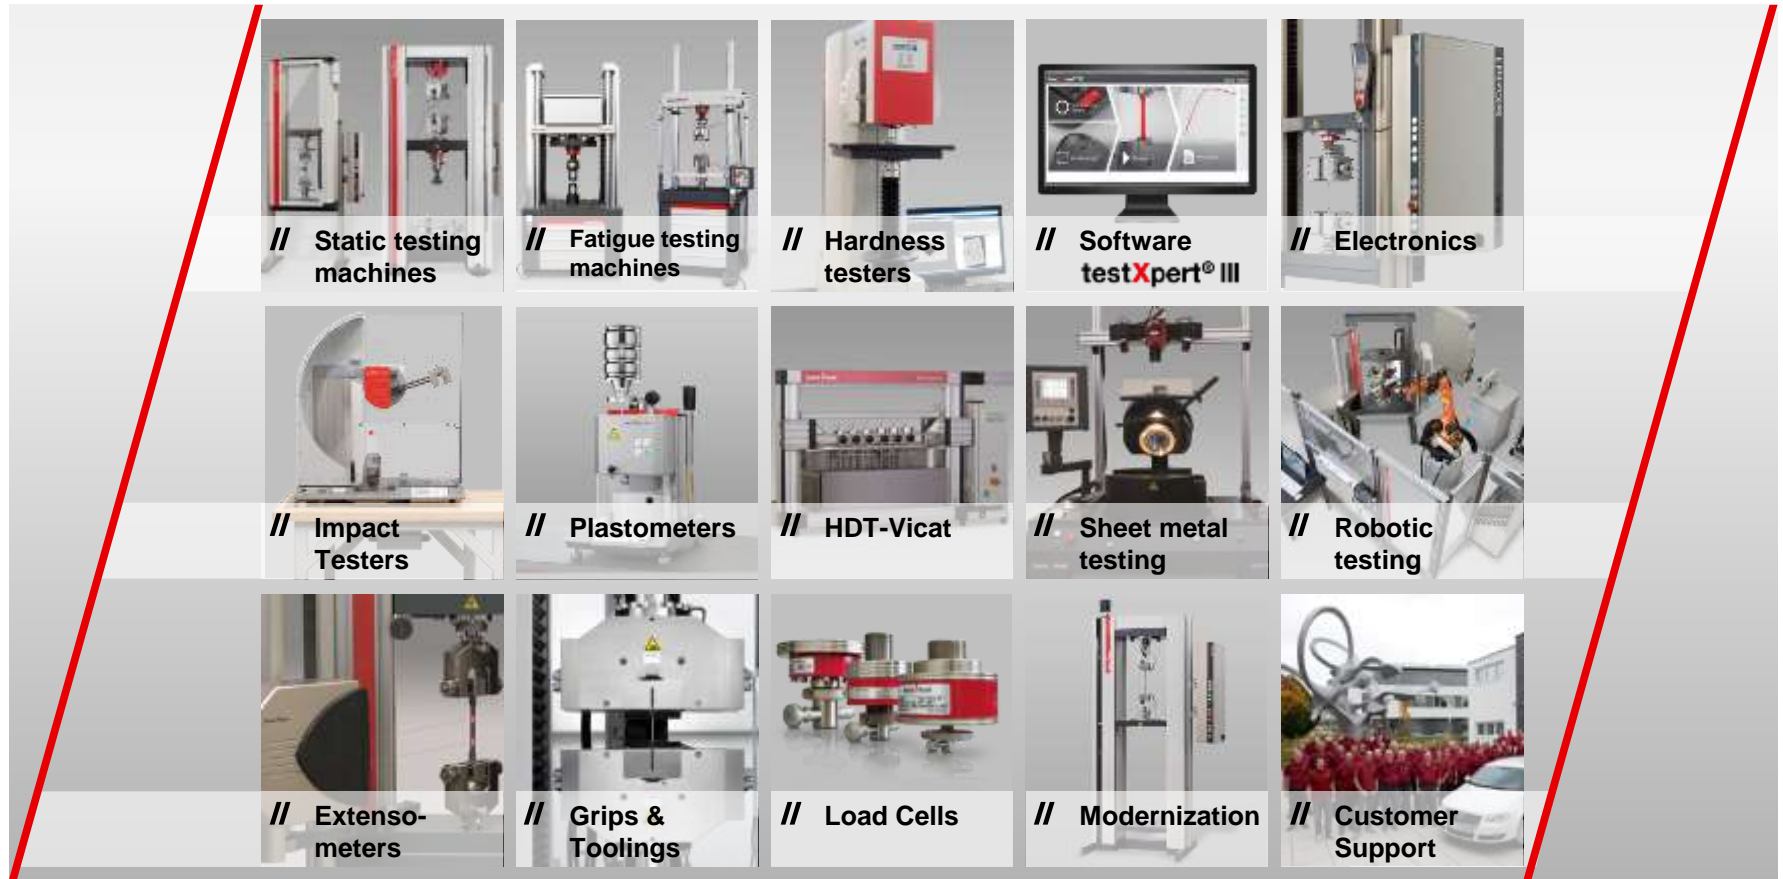 // Static testing
machines
// Fatigue testing
machines
// Hardness
testers
// Software
testXpert® III
// Electronics
// Impact
Testers
// Plastometers
// HDT-Vicat
// Sheet metal
testing
// Robotic
testing
// Extenso-
meters
// Grips &
Toolings
// Load Cells
// Modernization
// Customer
Support